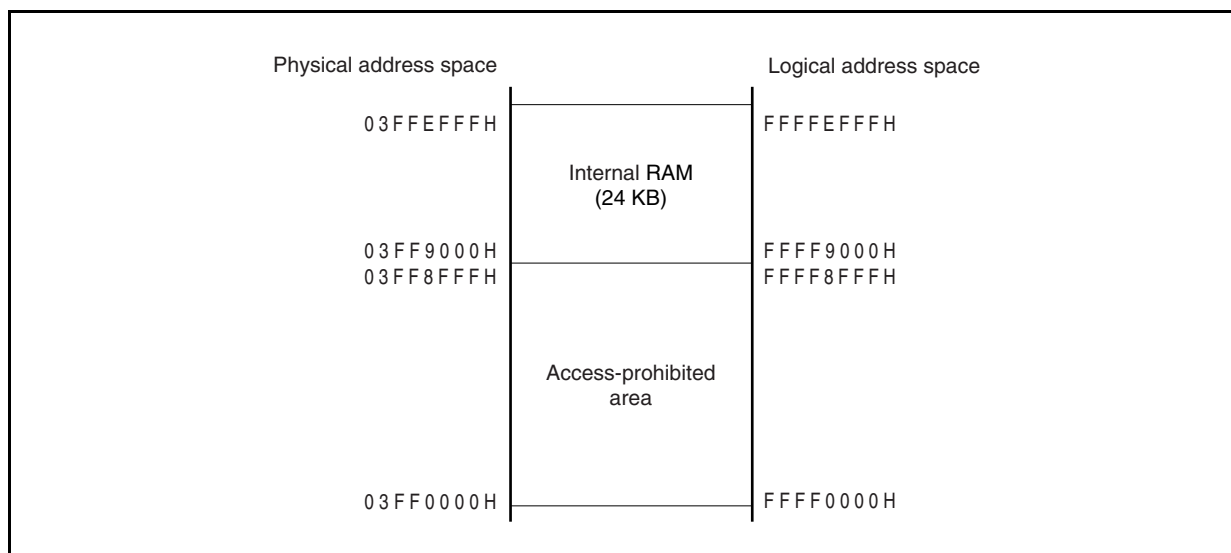 Physical address space
Logical address space
03FFEFFFH
FFFFEFFFH
Internal RAM
(24 KB)
03FF9000H
FFFF9000H
03FF8FFFH
FFFF8FFFH
Access-prohibited
area
03FF0000H
FFFF0000H